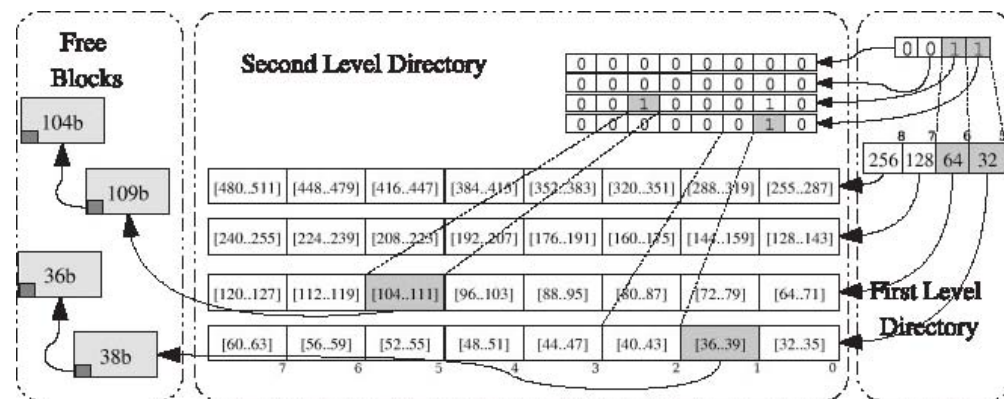 Free
Blocks
104b
109b
36b
38b
Second Level Directory
0 0 0 0 0 0 0 0
0 0 0 0 0 0 0 0
0 0 1 0 0 0 1 0
0 0 0 0 0 0 1 0
[480..511] [448..479] [416..447] [384..415] [352..383] [320..351] [288..319] [255..287]
[240..255] [224..239] [208..223] [192..207] [176..191] [160..175] [144..159] [128..143]
[120..127] [112..119] [104..111] [96..103] [88..95] [80..87] [72..79] [64..71]
[60..63] [56..59] [52..55] [48..51] [44..47] [40..43] [36..39] [32..35]
7 6 5 4 3 2 1 0
0 0 1 1
8 7 6 5
256 128 64 32
First Level
Directory